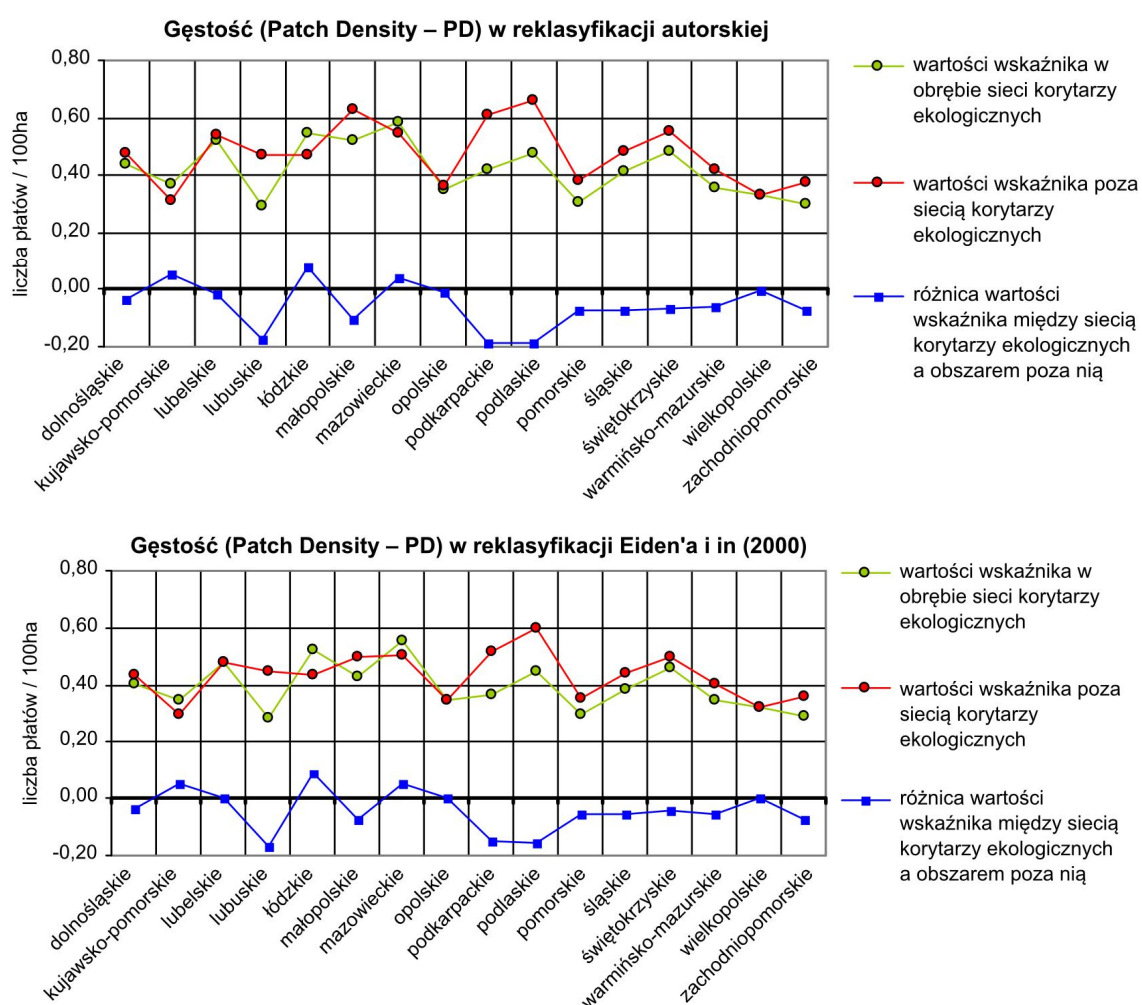 Gęstość (Patch Density – PD) w reklasyfikacji autorskiej
liczba płatów / 100ha
0,80
0,60
0,40
0,20
0,00
-0,20
dolnośląskie
kujawsko-pomorskie
lubelskie
lubuskie
łódzkie
małopolskie
mazowieckie
opolskie
podkarpackie
podlaskie
pomorskie
śląskie
świętokrzyskie
warmińsko-mazurskie
wielkopolskie
zachodniopomorskie
wartości wskaźnika w
obrębie sieci korytarzy
ekologicznych
wartości wskaźnika poza
siecią korytarzy
ekologicznych
różnica wartości
wskaźnika między siecią
korytarzy ekologicznych
a obszarem poza nią
Gęstość (Patch Density – PD) w reklasyfikacji Eiden'a i in (2000)
liczba płatów / 100ha
0,80
0,60
0,40
0,20
0,00
-0,20
dolnośląskie
kujawsko-pomorskie
lubelskie
lubuskie
łódzkie
małopolskie
mazowieckie
opolskie
podkarpackie
podlaskie
pomorskie
śląskie
świętokrzyskie
warmińsko-mazurskie
wielkopolskie
zachodniopomorskie
wartości wskaźnika w
obrębie sieci korytarzy
ekologicznych
wartości wskaźnika poza
siecią korytarzy
ekologicznych
różnica wartości
wskaźnika między siecią
korytarzy ekologicznych
a obszarem poza nią